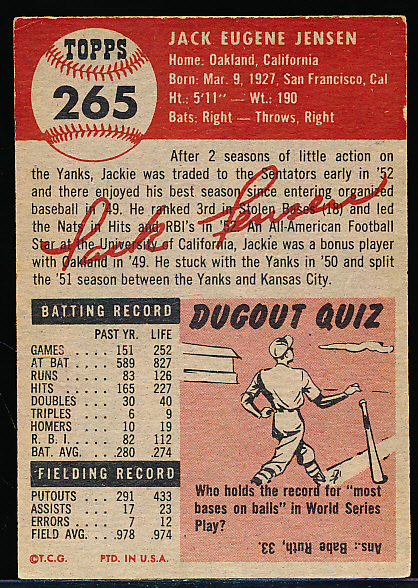 TOPPS
265
JACK EUGENE JENSEN
Home: Oakland, California
Born: Mar. 9, 1927, San Francisco, Cal
Ht.: 5'11" — Wt.: 190
Bats: Right — Throws, Right
After 2 seasons of little action on
the Yanks, Jackie was traded to the Senators early in '52
and there enjoyed his best season since entering organized
baseball in '49. He ranked 3rd in Stolen Bases (18) and led
the Nats in Hits and RBI's in '52. An All-American Football
Star at the University of California, Jackie was a bonus player
with Oakland in '49. He stuck with the Yanks in '50 and split
the '51 season between the Yanks and Kansas City.
Jack Jensen
BATTING RECORD
PAST YR. LIFE
GAMES . . . . 151 252
AT BAT . . . . 589 827
RUNS . . . . 83 126
HITS . . . . 165 227
DOUBLES . . . 30 40
TRIPLES . . . 6 9
HOMERS . . . 10 19
R. B. I. . . . . 82 112
BAT. AVG. . . .280 .274
FIELDING RECORD
PUTOUTS . . . 291 433
ASSISTS . . . 17 23
ERRORS . . . 7 12
FIELD AVG. . .978 .974
©T.C.G. PTD. IN U.S.A.
DUGOUT QUIZ
Who holds the record for "most
bases on balls" in World Series
Play?
Ans.: Babe Ruth, 33.